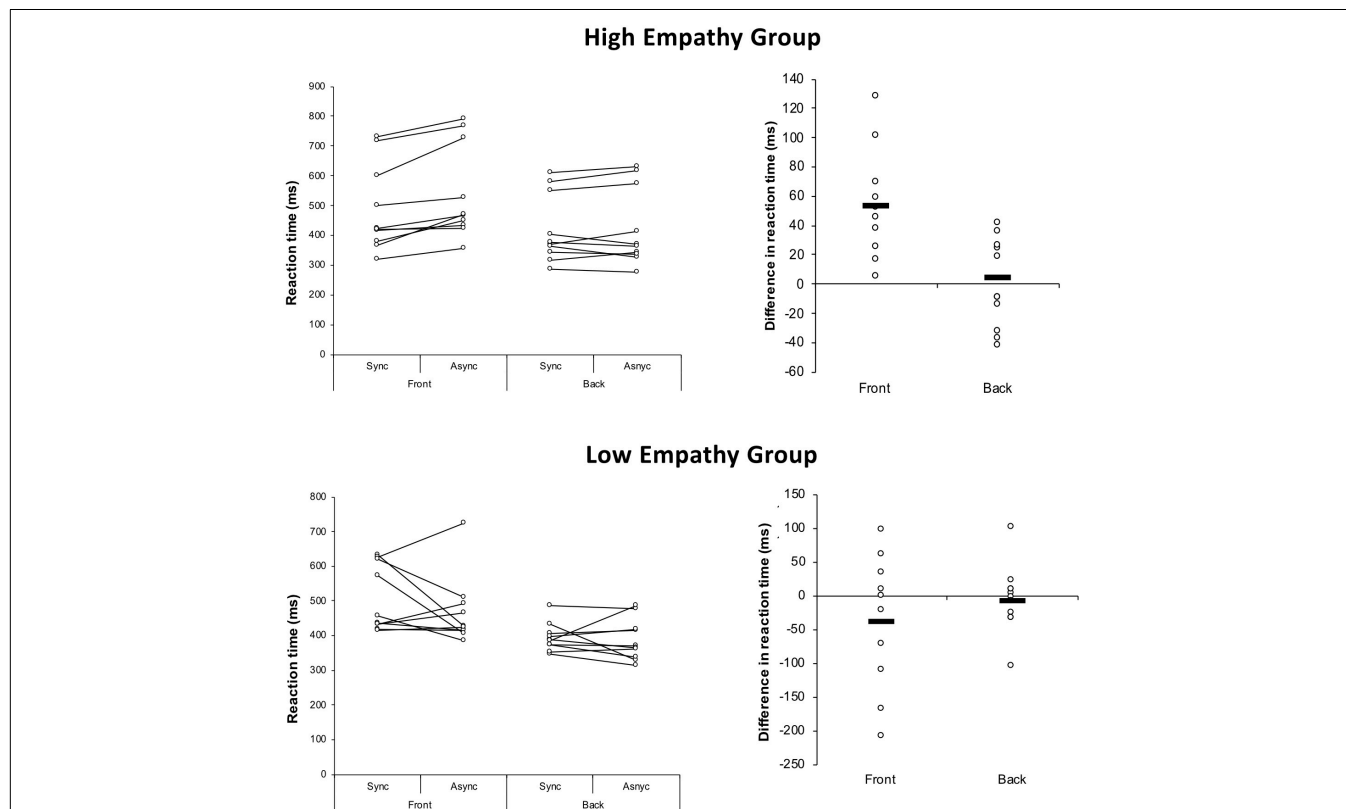 High Empathy Group
Reaction time (ms)
900
800
700
600
500
400
300
200
100
0
Sync
Async
Sync
Asnyc
Front
Back
Difference in reaction time (ms)
140
120
100
80
60
40
20
0
-20
-40
-60
Front
Back
Low Empathy Group
Reaction time (ms)
800
700
600
500
400
300
200
100
0
Sync
Async
Sync
Asnyc
Front
Back
Difference in reaction time (ms)
150
100
50
0
-50
-100
-150
-200
-250
Front
Back